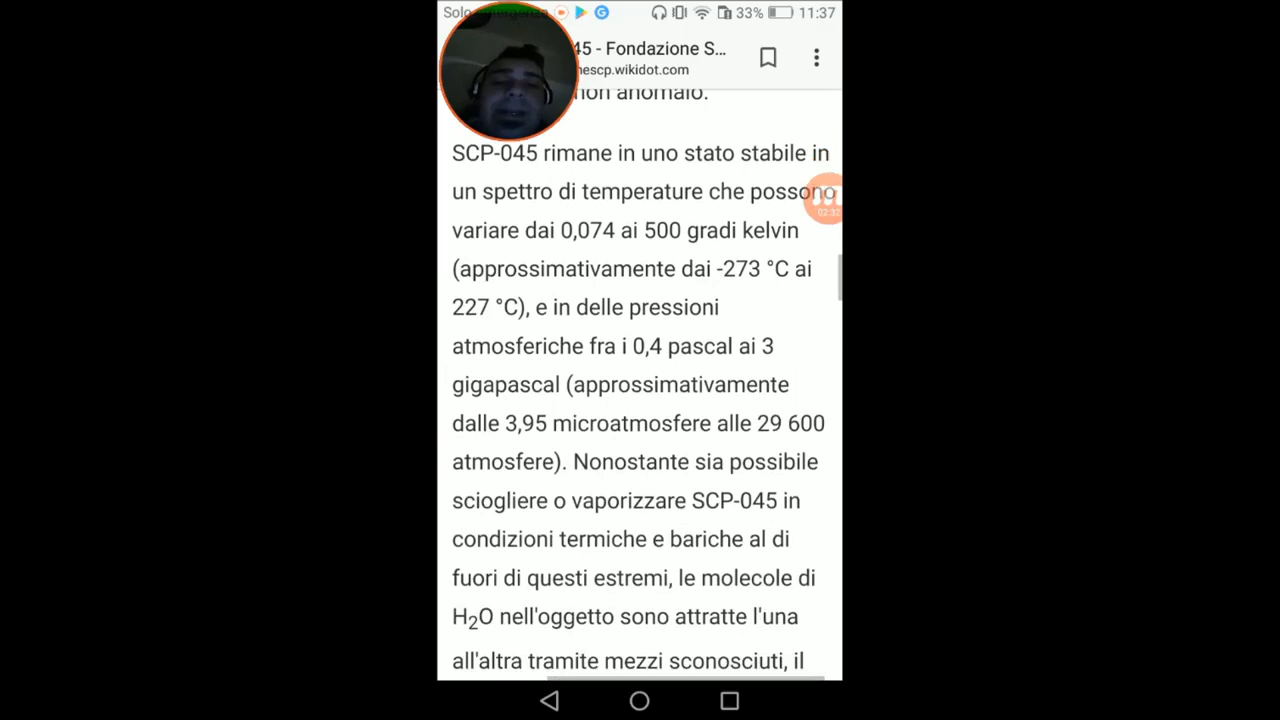 Solo emergenze 33% 11:37
45 - Fondazione S...
nescp.wikidot.com
non anomalo.
SCP-045 rimane in uno stato stabile in
un spettro di temperature che possono
02:32
variare dai 0,074 ai 500 gradi kelvin
(approssimativamente dai -273 °C ai
227 °C), e in delle pressioni
atmosferiche fra i 0,4 pascal ai 3
gigapascal (approssimativamente
dalle 3,95 microatmosfere alle 29 600
atmosfere). Nonostante sia possibile
sciogliere o vaporizzare SCP-045 in
condizioni termiche e bariche al di
fuori di questi estremi, le molecole di
H₂O nell'oggetto sono attratte l'una
all'altra tramite mezzi sconosciuti, il